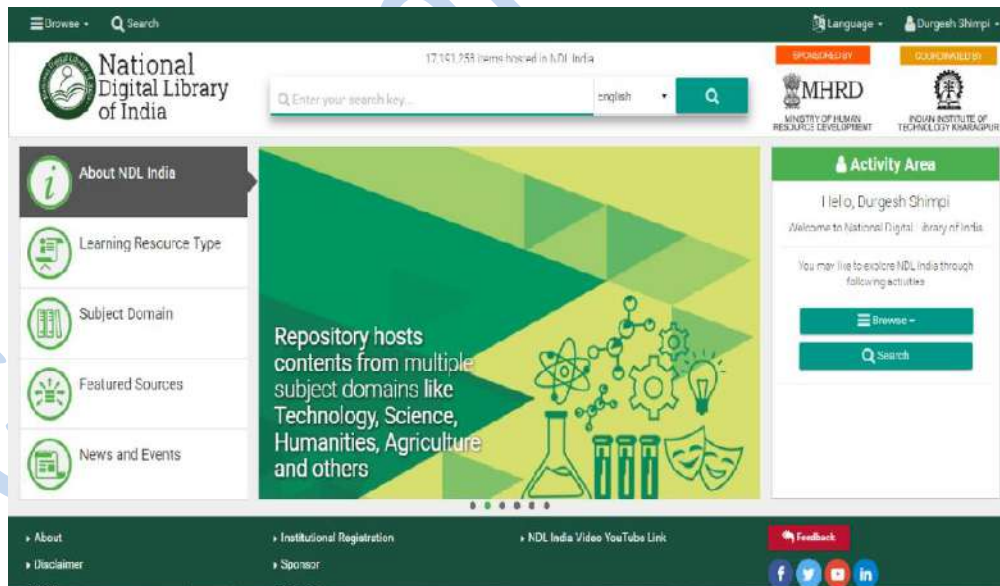 Browse
Search
Language
Durgesh Shimpi
National
Digital Library
of India
17,191,258 items hosted in NDL India
Enter your search key...
English
SPONSORED BY
MHRD
MINISTRY OF HUMAN
RESOURCE DEVELOPMENT
COORDINATED BY
INDIAN INSTITUTE OF
TECHNOLOGY KHARAGPUR
About NDL India
Learning Resource Type
Subject Domain
Featured Sources
News and Events
Repository hosts
contents from multiple
subject domains like
Technology, Science,
Humanities, Agriculture
and others
Activity Area
Hello, Durgesh Shimpi
Welcome to National Digital Library of India
You may like to explore NDL India through
following activities
Browse
Search
About
Disclaimer
Institutional Registration
Sponsor
NDL India Video YouTube Link
Feedback